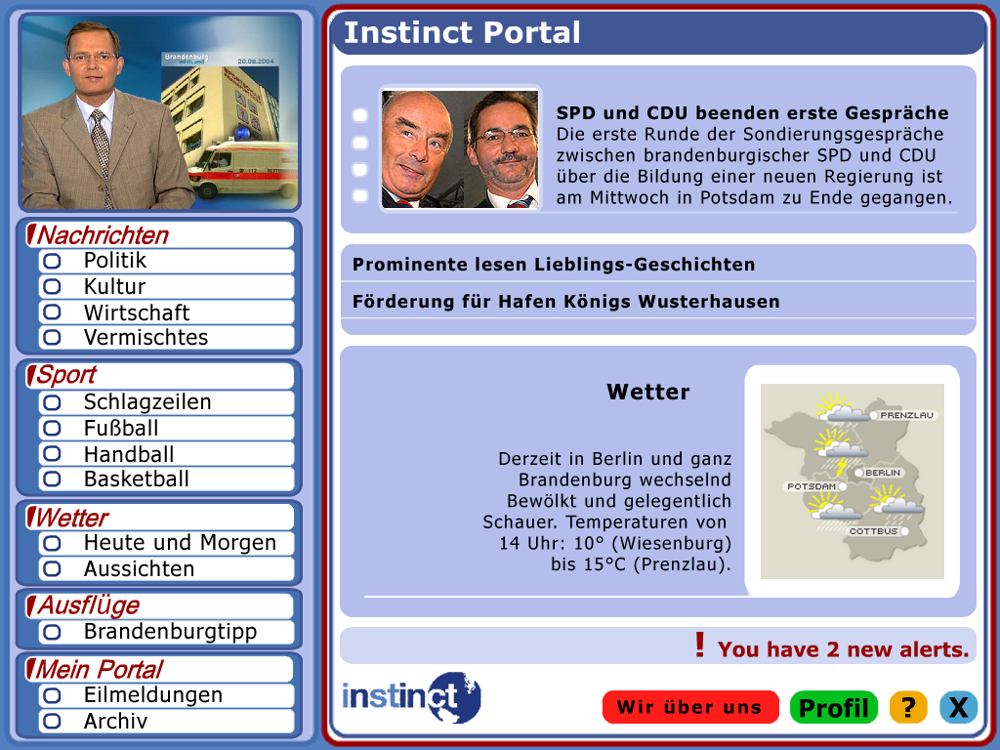 Brandenburg
20.08.2004
112
Nachrichten
Politik
Kultur
Wirtschaft
Vermischtes
Sport
Schlagzeilen
Fußball
Handball
Basketball
Wetter
Heute und Morgen
Aussichten
Ausflüge
Brandenburgtipp
Mein Portal
Eilmeldungen
Archiv
Instinct Portal
SPD und CDU beenden erste Gespräche
Die erste Runde der Sondierungsgespräche
zwischen brandenburgischer SPD und CDU
über die Bildung einer neuen Regierung ist
am Mittwoch in Potsdam zu Ende gegangen.
Prominente lesen Lieblings-Geschichten
Förderung für Hafen Königs Wusterhausen
Wetter
Derzeit in Berlin und ganz
Brandenburg wechselnd
Bewölkt und gelegentlich
Schauer. Temperaturen von
14 Uhr: 10° (Wiesenburg)
bis 15°C (Prenzlau).
PRENZLAU
BERLIN
POTSDAM
COTTBUS
! You have 2 new alerts.
instinct
Wir über uns
Profil
?
X